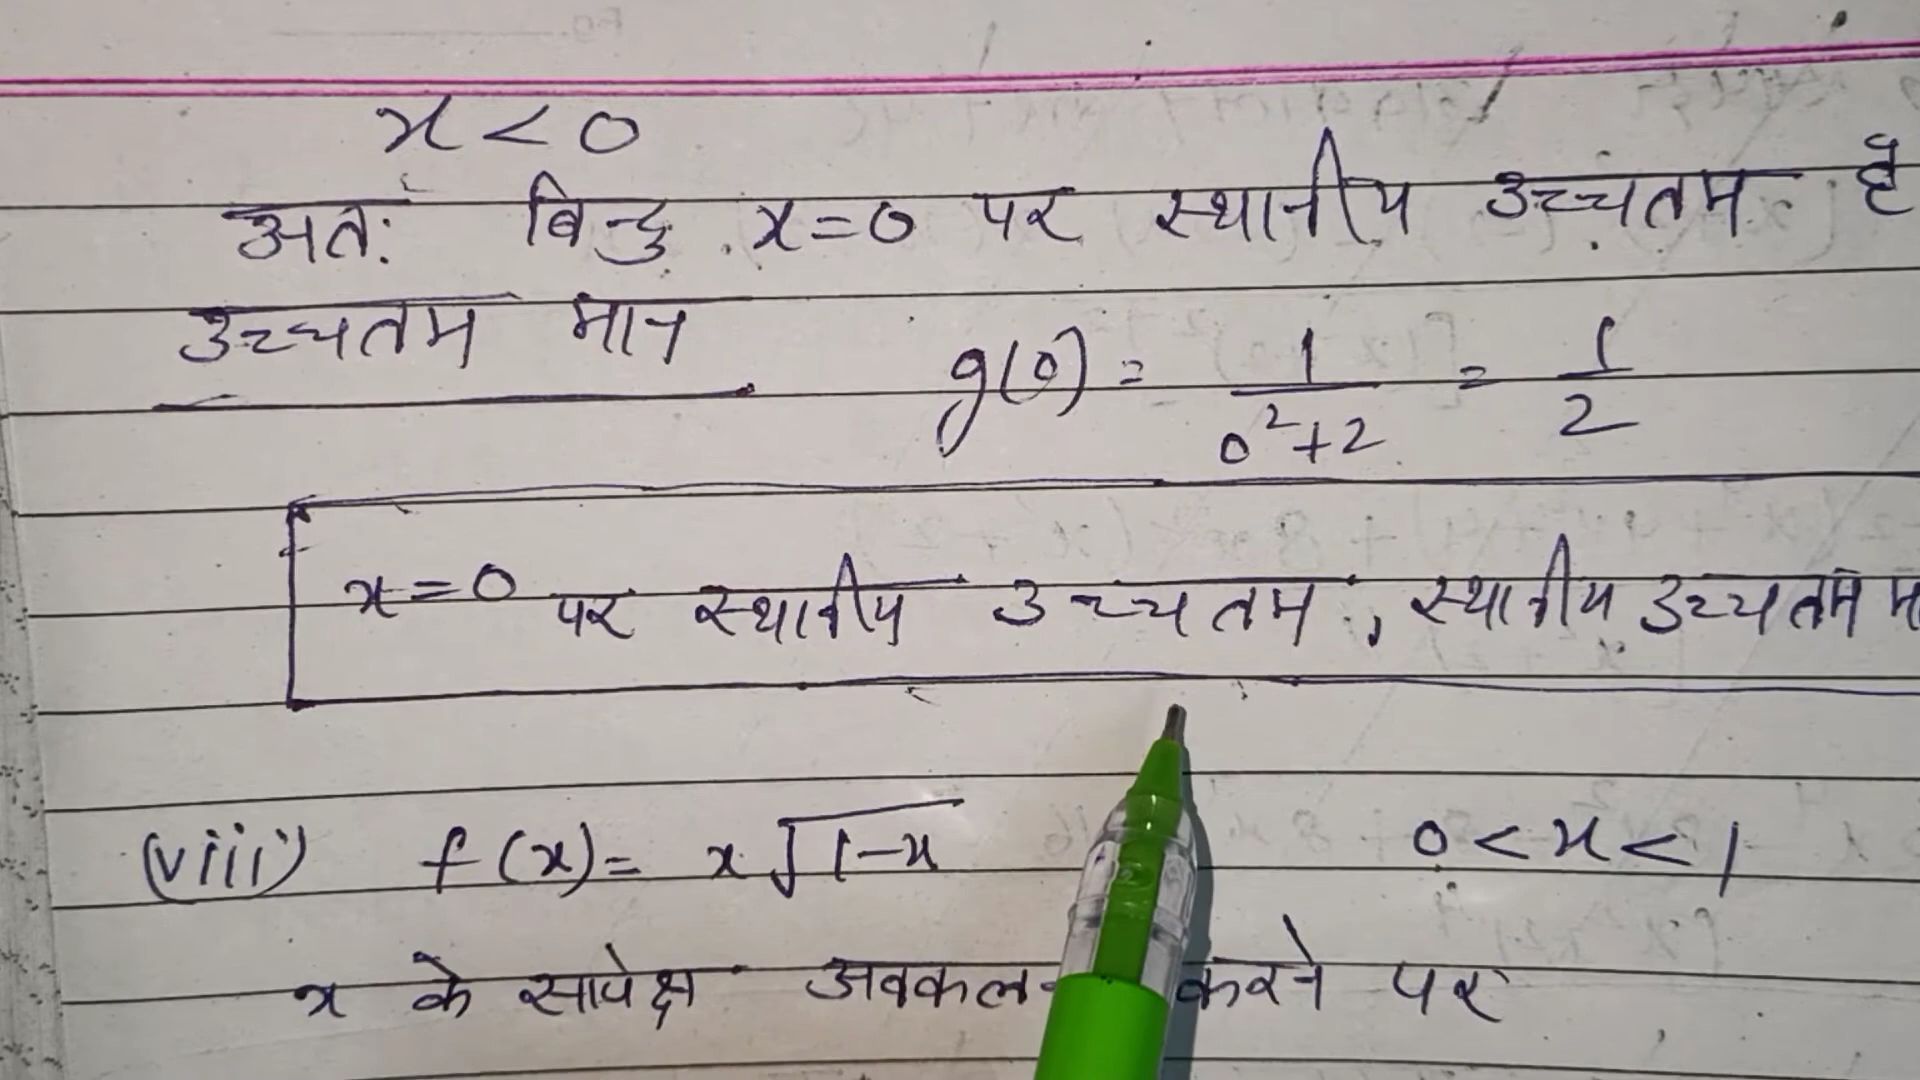 x < 0
अतः बिन्दु x = 0 पर स्थानीय उच्चतम है
उच्चतम मान g(0) = 1/(0²+2) = 1/2
x = 0 पर स्थानीय उच्चतम, स्थानीय उच्चतम
(viii) f(x) = x√(1-x) 0 < x < 1
x के सापेक्ष अवकलन करने पर